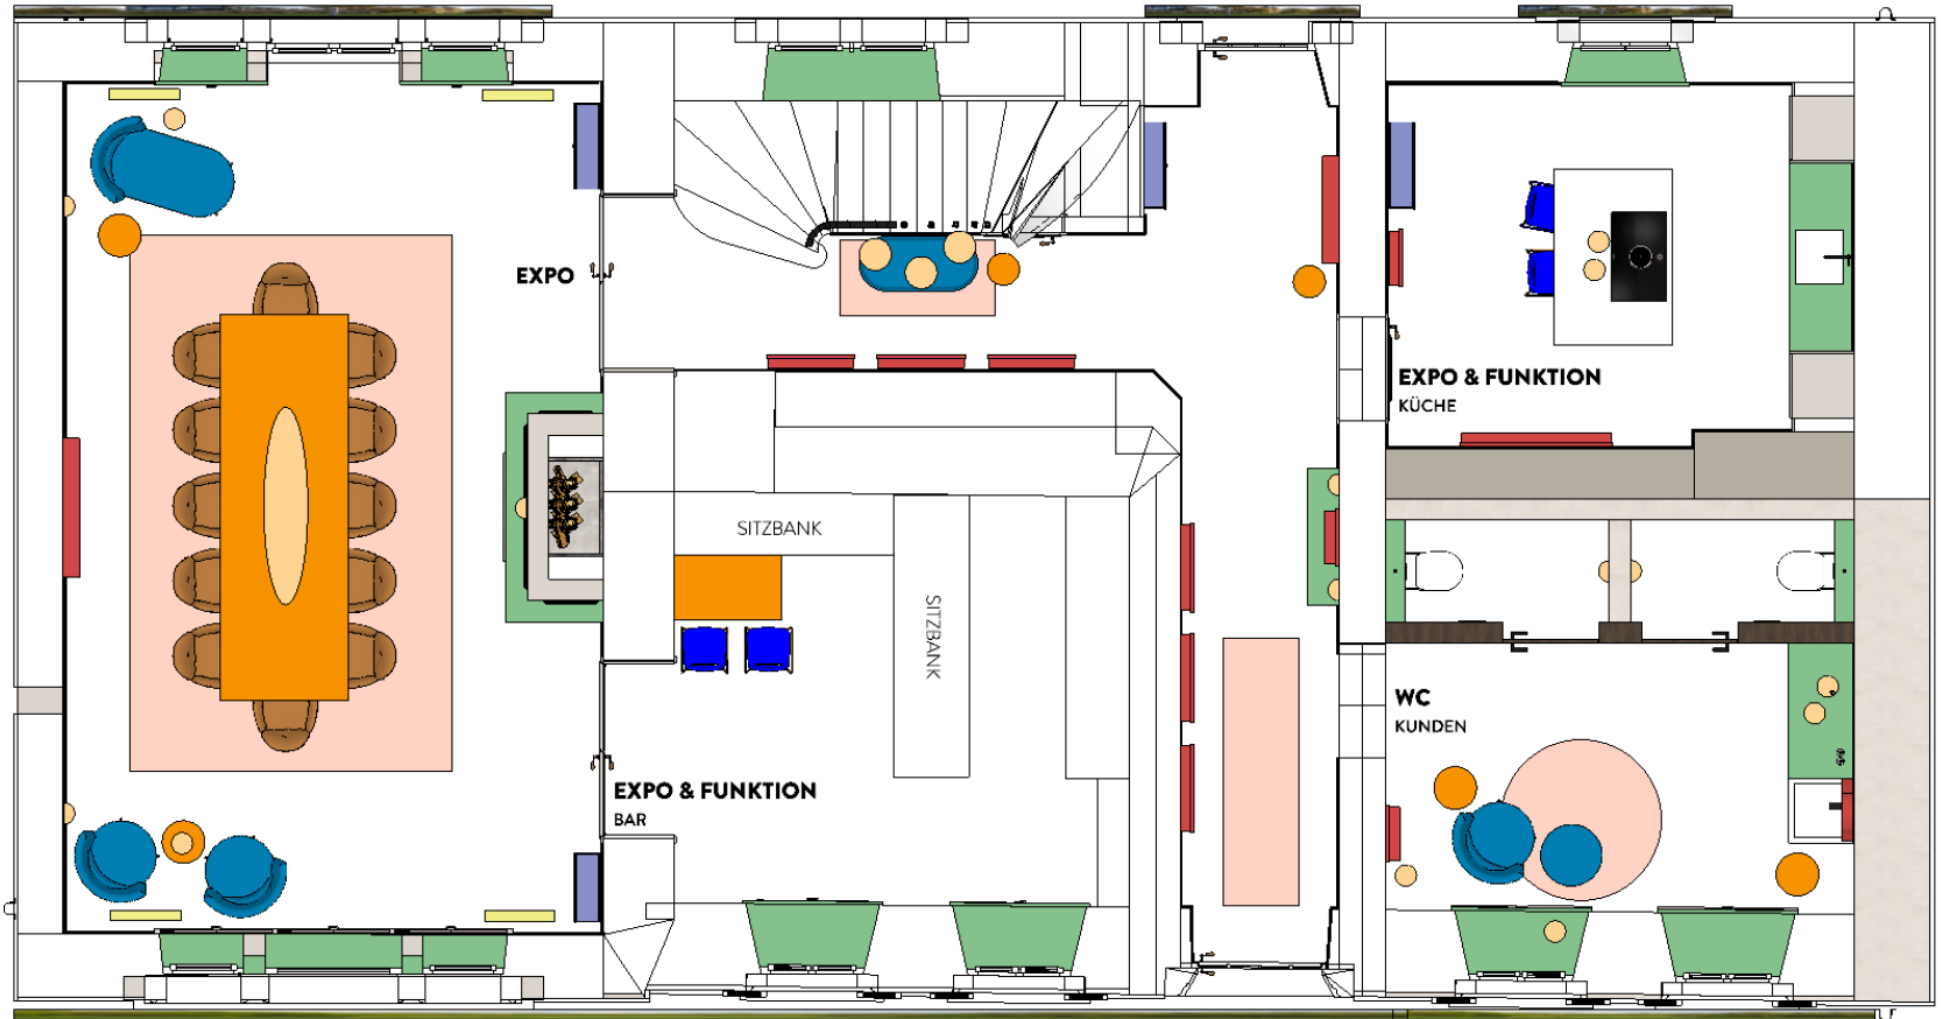 EXPO
EXPO & FUNKTION
KÜCHE
SITZBANK
SITZBANK
WC
KUNDEN
EXPO & FUNKTION
BAR